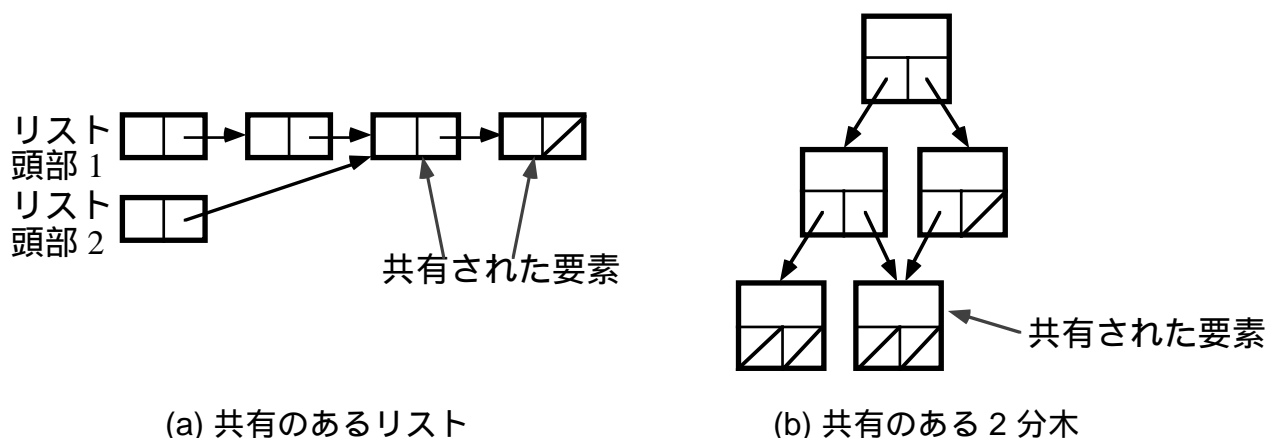 リスト
頭部 1
リスト
頭部 2
共有された要素
共有された要素
(a) 共有のあるリスト
(b) 共有のある 2 分木